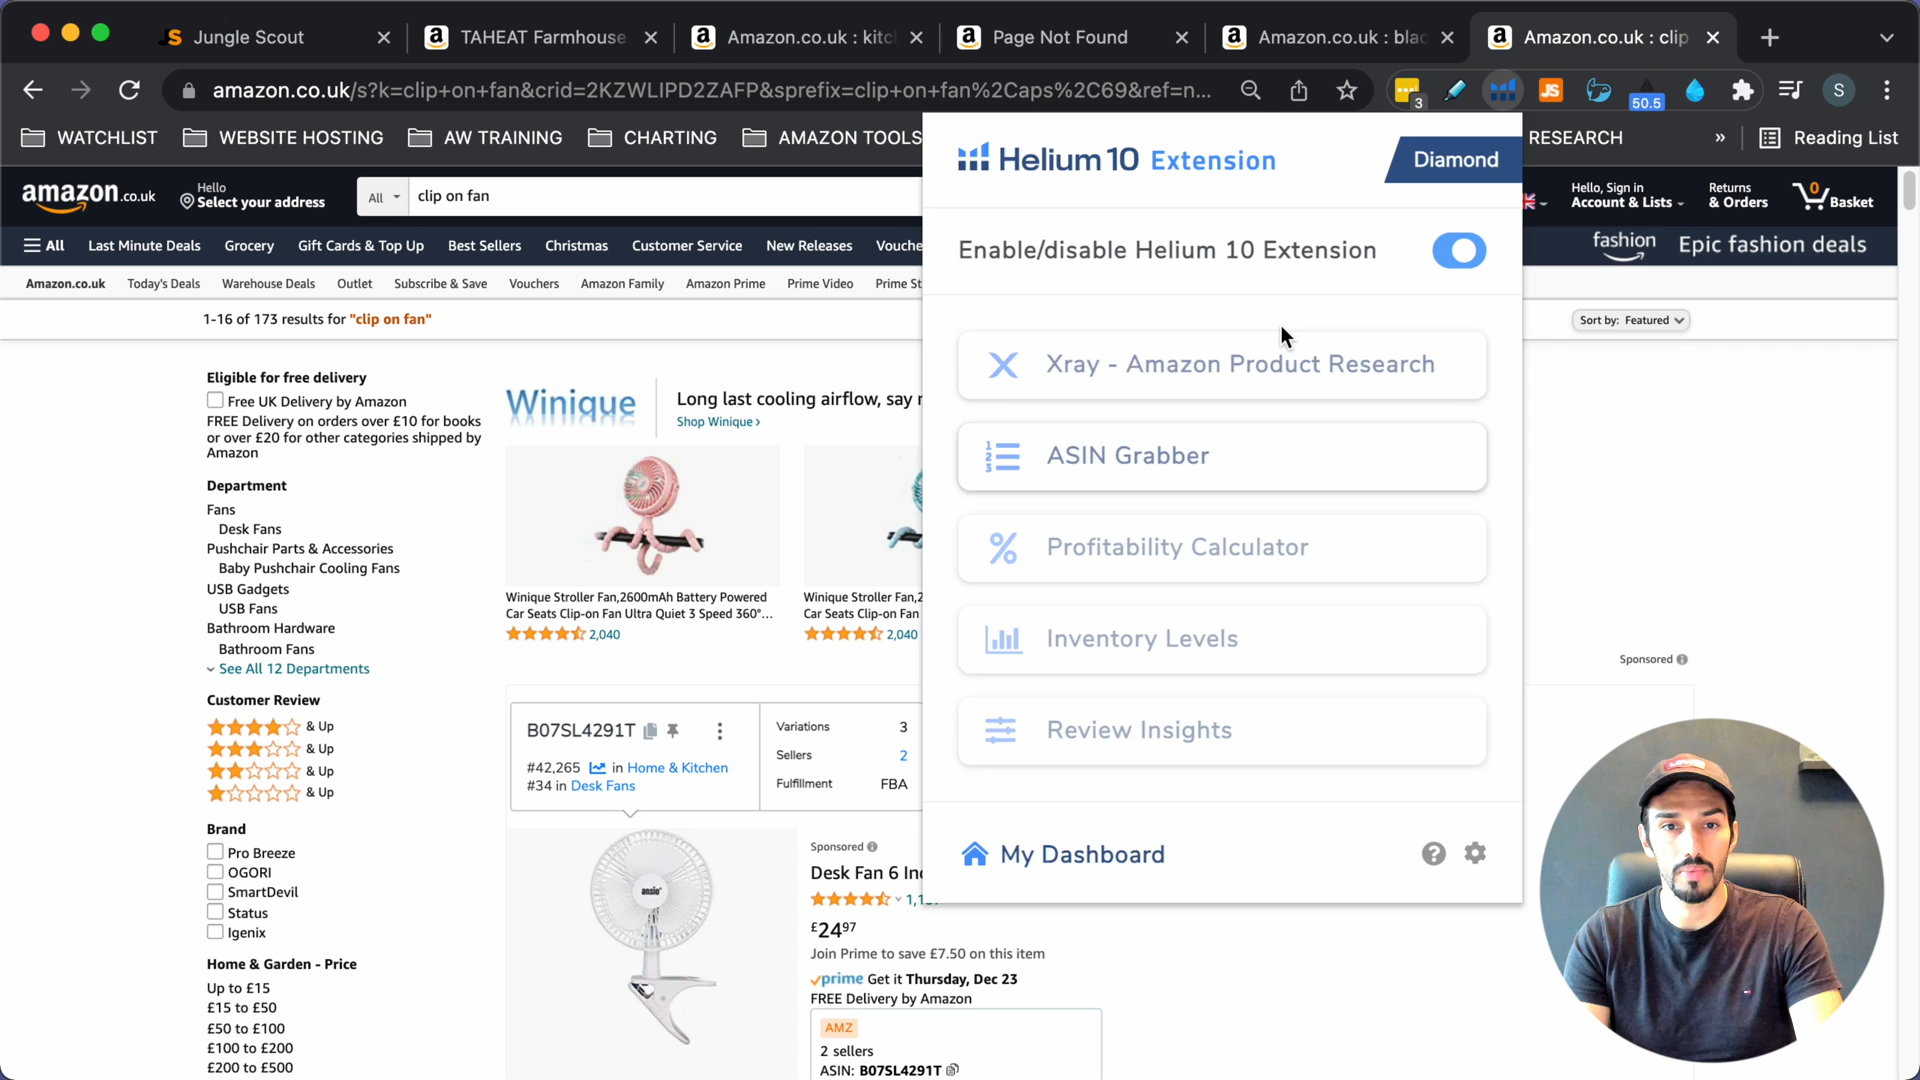 Jungle Scout
TAHEAT Farmhouse
Amazon.co.uk : kitc
Page Not Found
Amazon.co.uk : blac
Amazon.co.uk : clip
amazon.co.uk/s?k=clip+on+fan&crid=2KZWLIPD2ZAFP&sprefix=clip+on+fan%2Caps%2C69&ref=n...
3
JS
50.5
S
WATCHLIST
WEBSITE HOSTING
AW TRAINING
CHARTING
AMAZON TOOLS
RESEARCH
»
Reading List
amazon.co.uk
Hello
Select your address
All
clip on fan
Hello, Sign in
Account & Lists
Returns
& Orders
0
Basket
All
Last Minute Deals
Grocery
Gift Cards & Top Up
Best Sellers
Christmas
Customer Service
New Releases
Vouche
fashion
Epic fashion deals
Amazon.co.uk
Today's Deals
Warehouse Deals
Outlet
Subscribe & Save
Vouchers
Amazon Family
Amazon Prime
Prime Video
Prime St
1-16 of 173 results for "clip on fan"
Sort by: Featured
Eligible for free delivery
Free UK Delivery by Amazon
FREE Delivery on orders over £10 for books
or over £20 for other categories shipped by
Amazon
Department
Fans
Desk Fans
Pushchair Parts & Accessories
Baby Pushchair Cooling Fans
USB Gadgets
USB Fans
Bathroom Hardware
Bathroom Fans
See All 12 Departments
Customer Review
& Up
& Up
& Up
& Up
Brand
Pro Breeze
OGORI
SmartDevil
Status
Igenix
Home & Garden - Price
Up to £15
£15 to £50
£50 to £100
£100 to £200
£200 to £500
Winique
Long last cooling airflow, say
Shop Winique ›
Winique Stroller Fan,2600mAh Battery Powered
Car Seats Clip-on Fan Ultra Quiet 3 Speed 360°...
2,040
Winique Stroller Fan,2
Car Seats Clip-on Fan
2,040
Sponsored
B07SL4291T
#42,265 in Home & Kitchen
#34 in Desk Fans
Variations 3
Sellers 2
Fulfillment FBA
ansio
Sponsored
Desk Fan 6 Inc
£2497
Join Prime to save £7.50 on this item
prime Get it Thursday, Dec 23
FREE Delivery by Amazon
AMZ
2 sellers
ASIN: B07SL4291T
Helium 10 Extension
Diamond
Enable/disable Helium 10 Extension
Xray - Amazon Product Research
1
2
3
ASIN Grabber
Profitability Calculator
Inventory Levels
Review Insights
My Dashboard